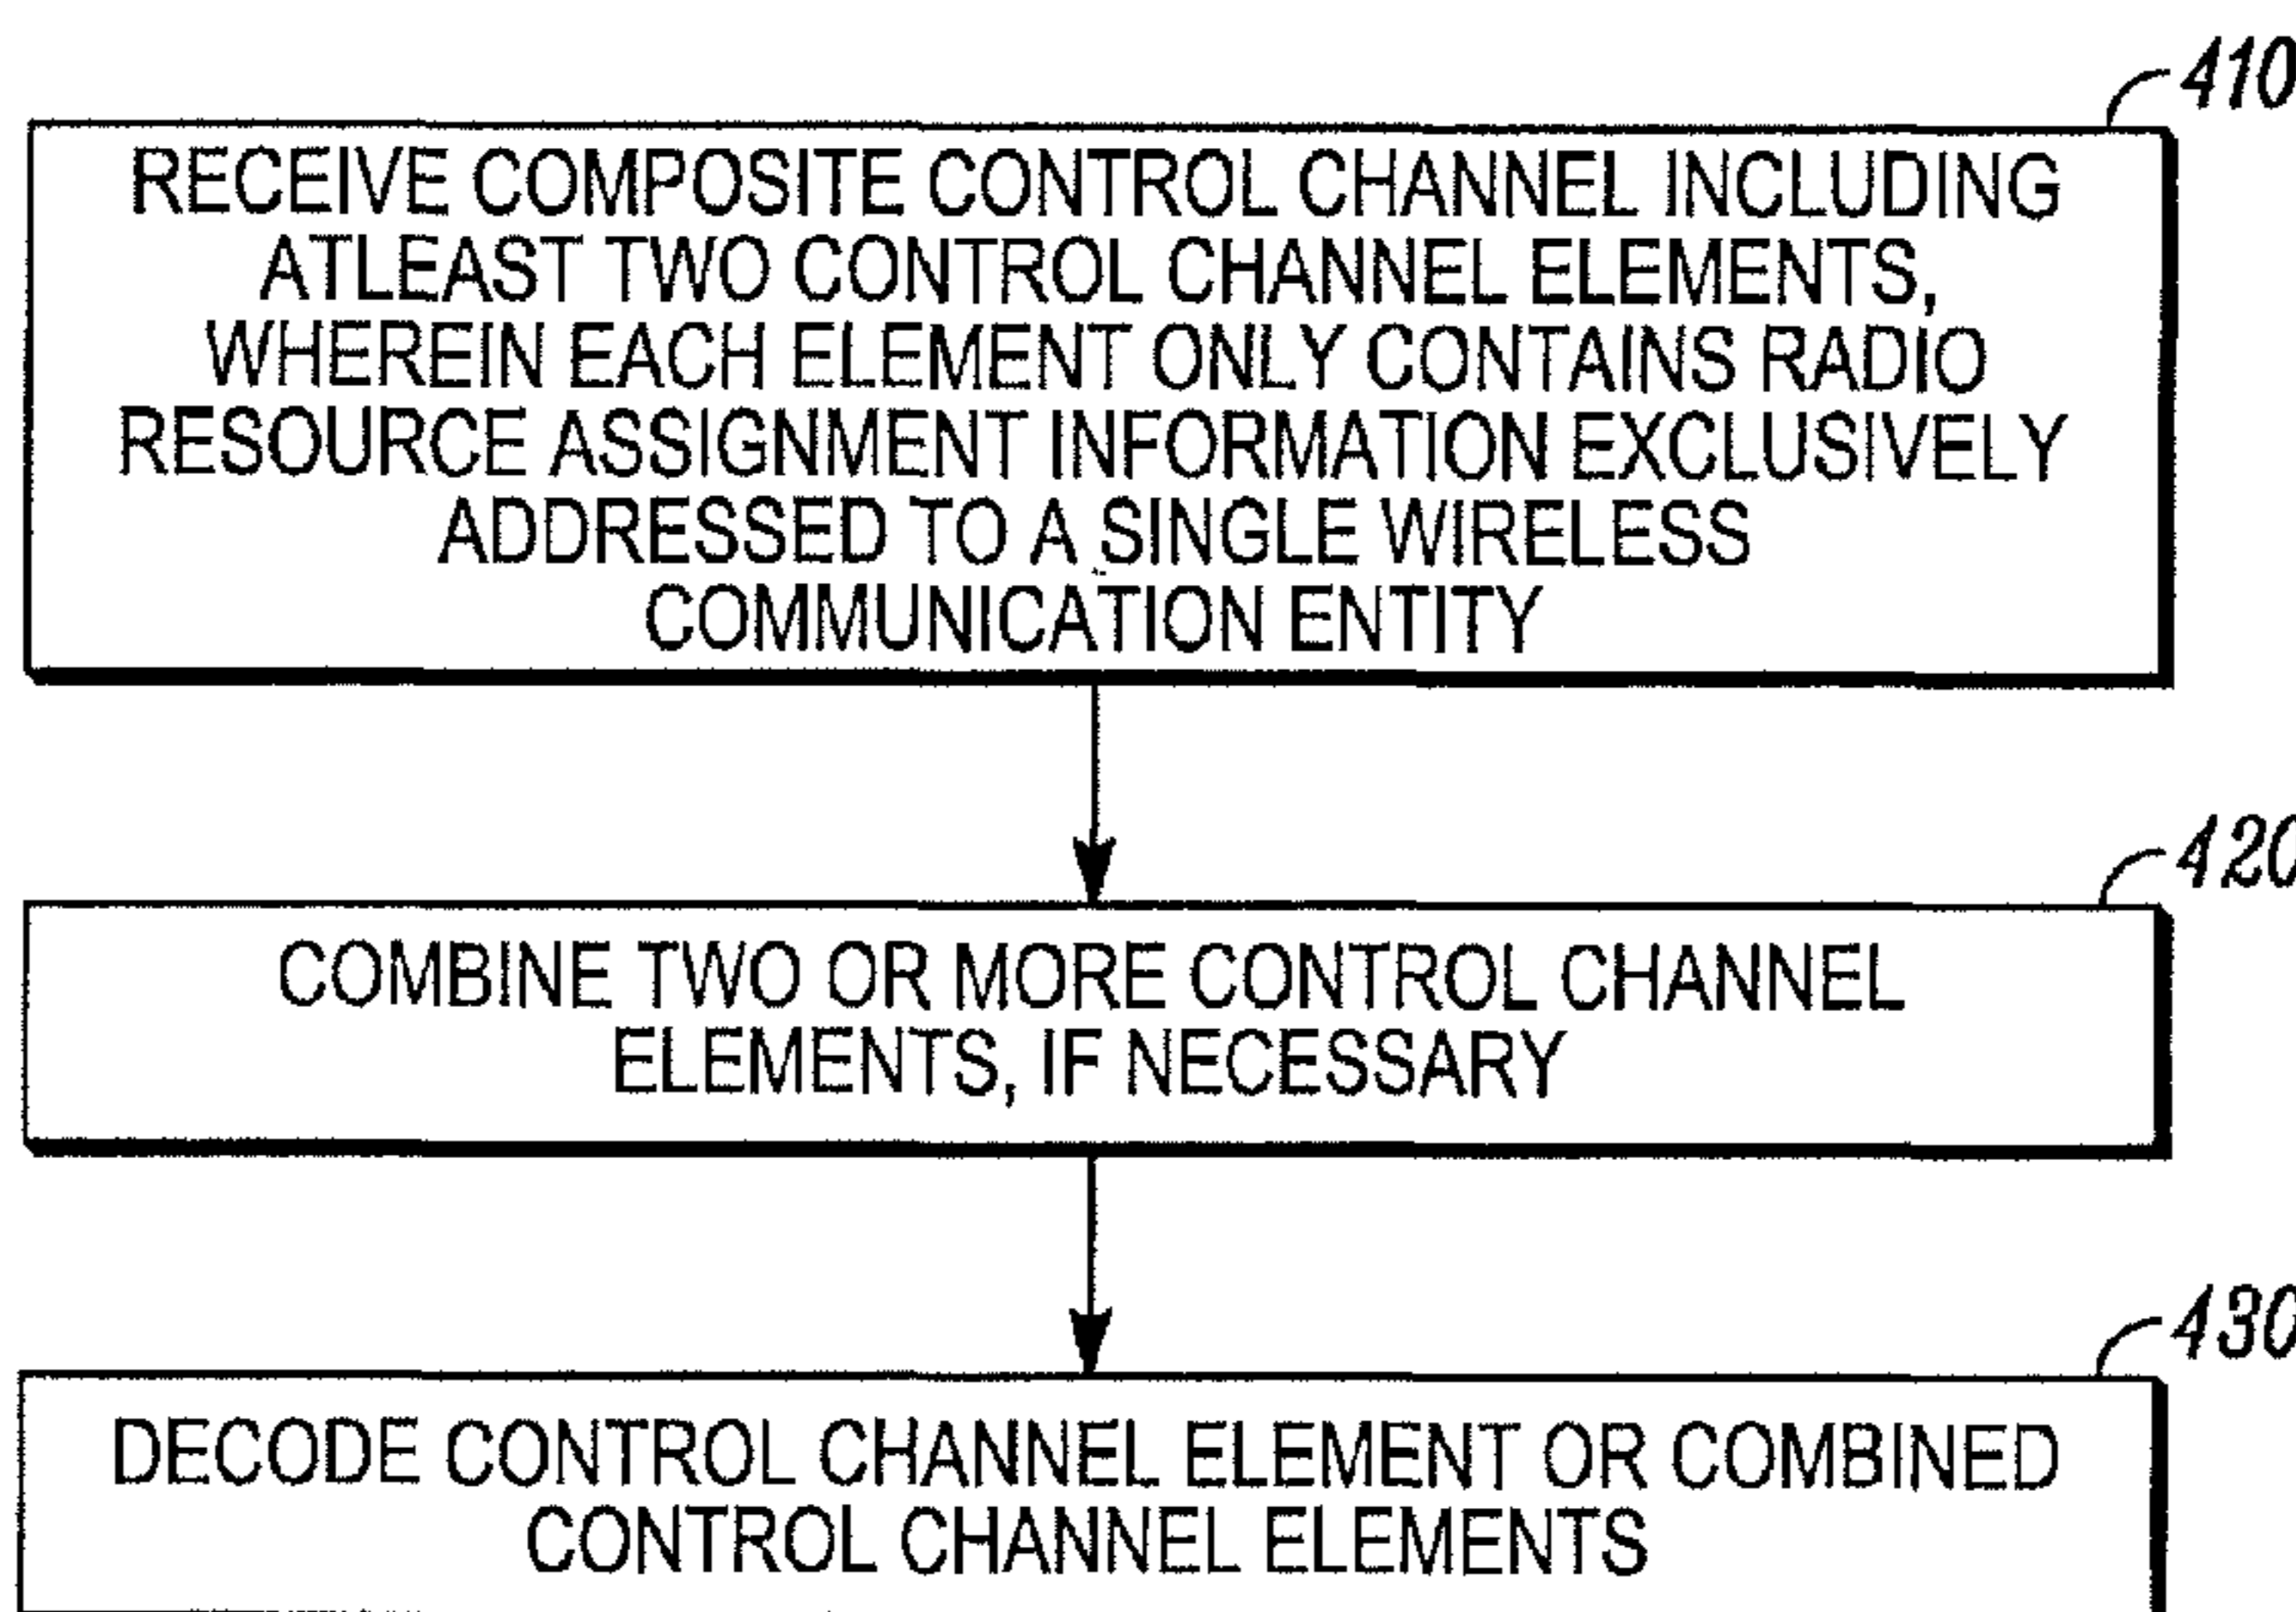 410
RECEIVE COMPOSITE CONTROL CHANNEL INCLUDING
ATLEAST TWO CONTROL CHANNEL ELEMENTS,
WHEREIN EACH ELEMENT ONLY CONTAINS RADIO
RESOURCE ASSIGNMENT INFORMATION EXCLUSIVELY
ADDRESSED TO A SINGLE WIRELESS
COMMUNICATION ENTITY
420
COMBINE TWO OR MORE CONTROL CHANNEL
ELEMENTS, IF NECESSARY
430
DECODE CONTROL CHANNEL ELEMENT OR COMBINED
CONTROL CHANNEL ELEMENTS